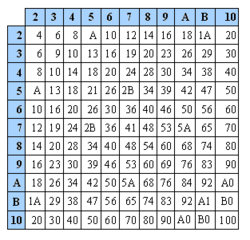 2 3 4 5 6 7 8 9 A B 10
2 4 6 8 A 10 12 14 16 18 1A 20
3 6 9 10 13 16 19 20 23 26 29 30
4 8 10 14 18 20 24 28 30 34 38 40
5 A 13 18 21 26 2B 34 39 42 47 50
6 10 16 20 26 30 36 40 46 50 56 60
7 12 19 24 2B 36 41 48 53 5A 65 70
8 14 20 28 34 40 48 54 60 68 74 80
9 16 23 30 39 46 53 60 69 76 83 90
A 18 26 34 42 50 5A 68 76 84 92 A0
B 1A 29 38 47 56 65 74 83 92 A1 B0
10 20 30 40 50 60 70 80 90 A0 B0 100